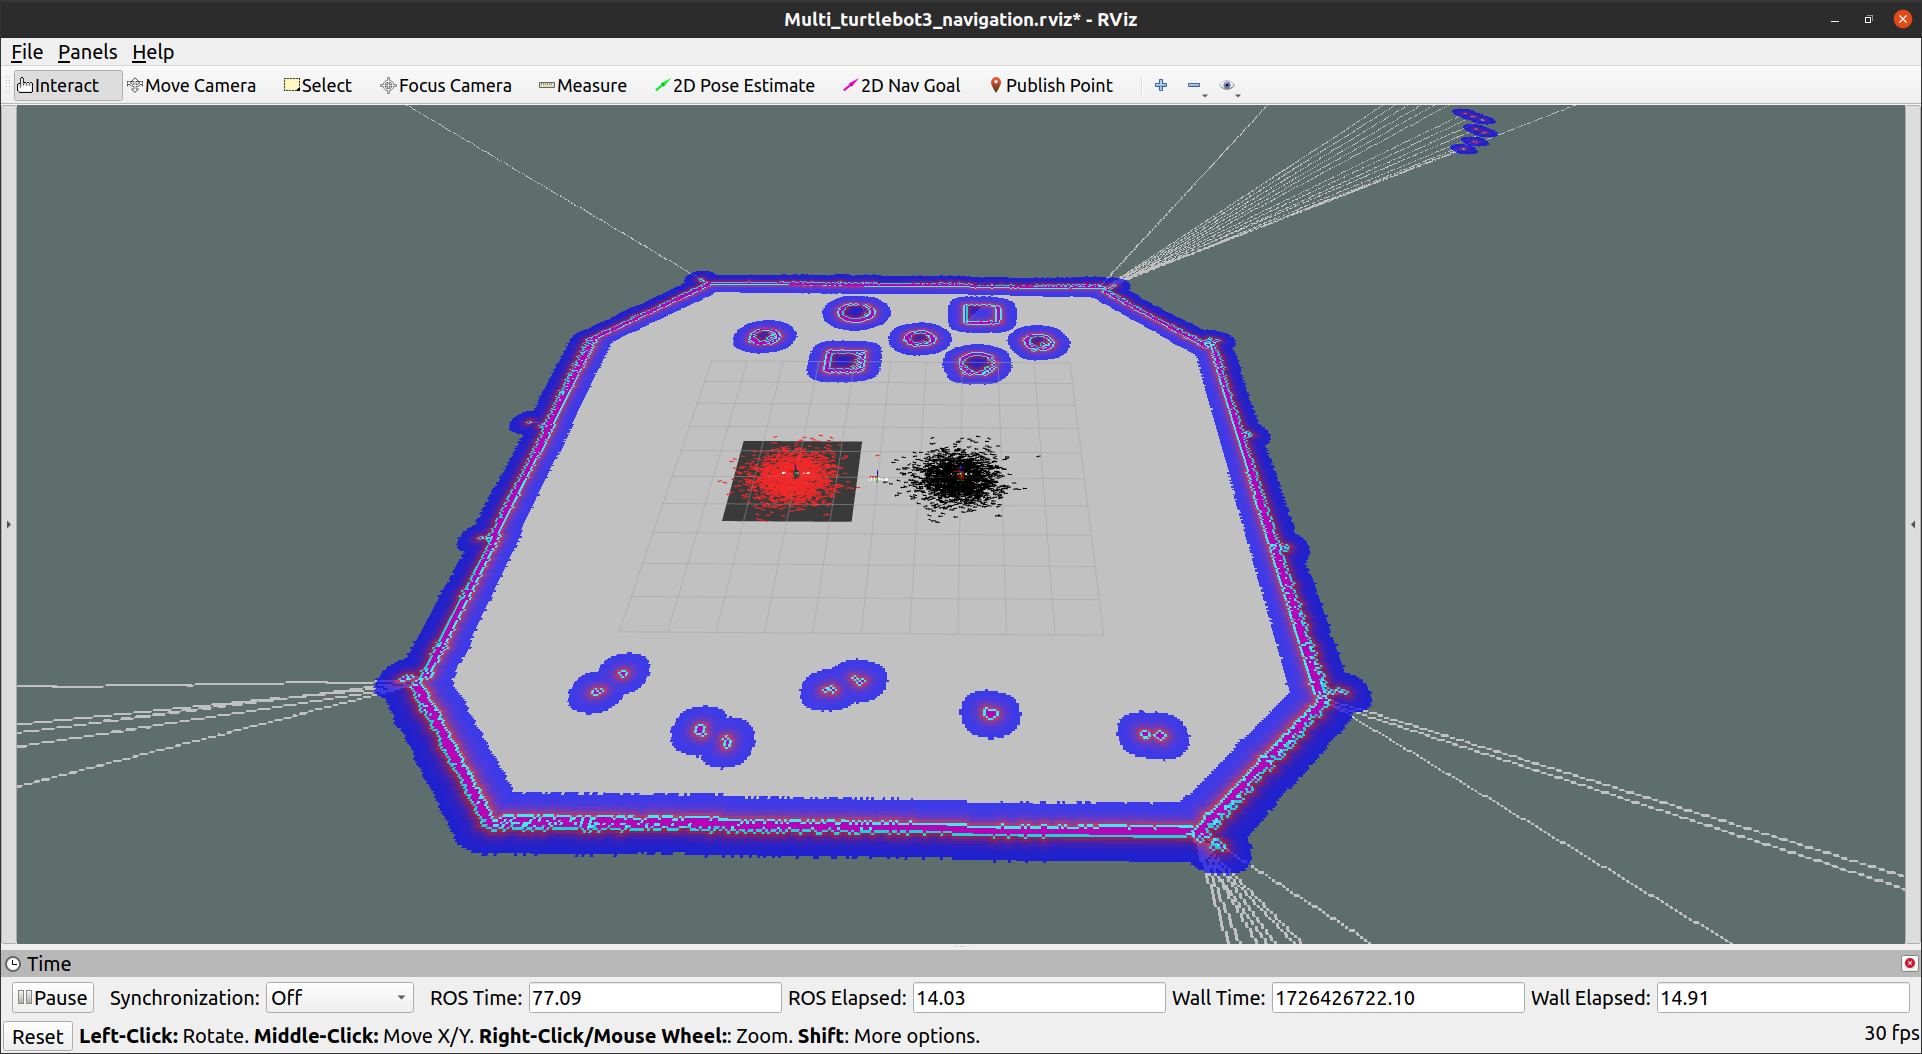 Multi_turtlebot3_navigation.rviz* - RViz
File Panels Help
Interact Move Camera Select Focus Camera Measure 2D Pose Estimate 2D Nav Goal Publish Point
Time
Pause Synchronization: Off ROS Time: 77.09 ROS Elapsed: 14.03 Wall Time: 1726426722.10 Wall Elapsed: 14.91
Reset Left-Click: Rotate. Middle-Click: Move X/Y. Right-Click/Mouse Wheel:: Zoom. Shift: More options. 30 fps